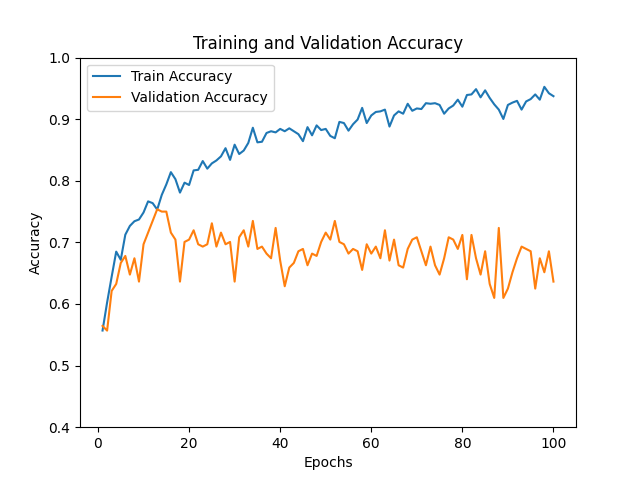 Training and Validation Accuracy
Train Accuracy
Validation Accuracy
1.0
0.9
0.8
0.7
0.6
0.5
0.4
Accuracy
0 20 40 60 80 100
Epochs